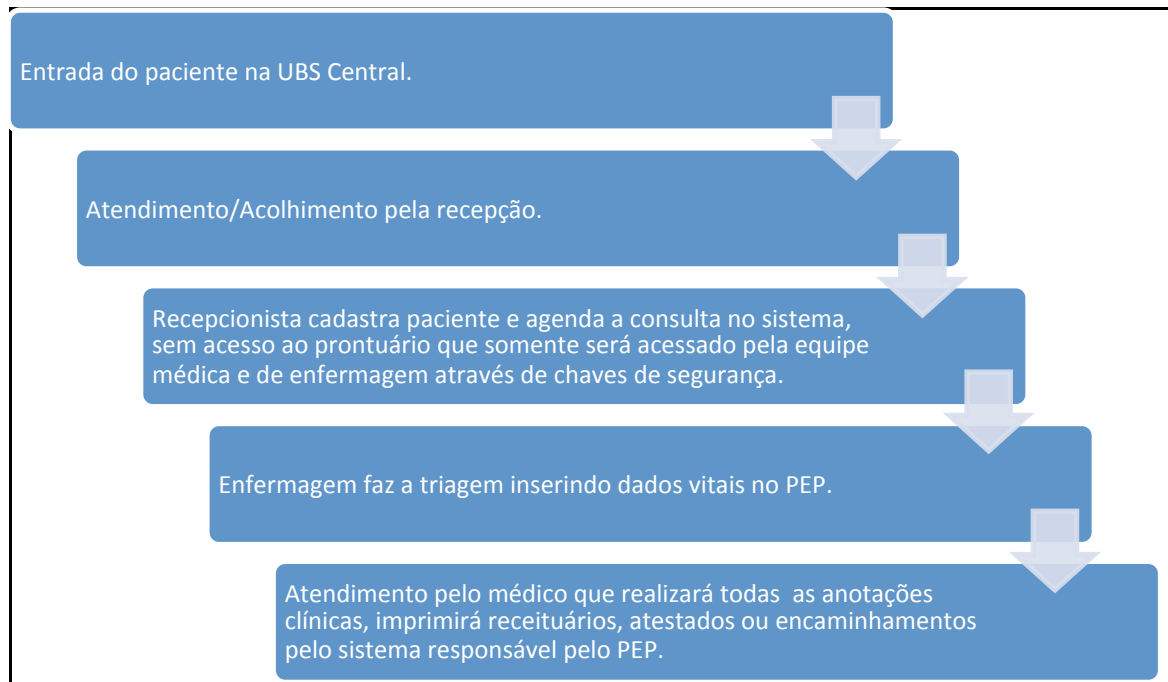 Entrada do paciente na UBS Central.
Atendimento/Acolhimento pela recepção.
Recepcionista cadastra paciente e agenda a consulta no sistema,
sem acesso ao prontuário que somente será acessado pela equipe
médica e de enfermagem através de chaves de segurança.
Enfermagem faz a triagem inserindo dados vitais no PEP.
Atendimento pelo médico que realizará todas as anotações
clínicas, imprimirá receituários, atestados ou encaminhamentos
pelo sistema responsável pelo PEP.